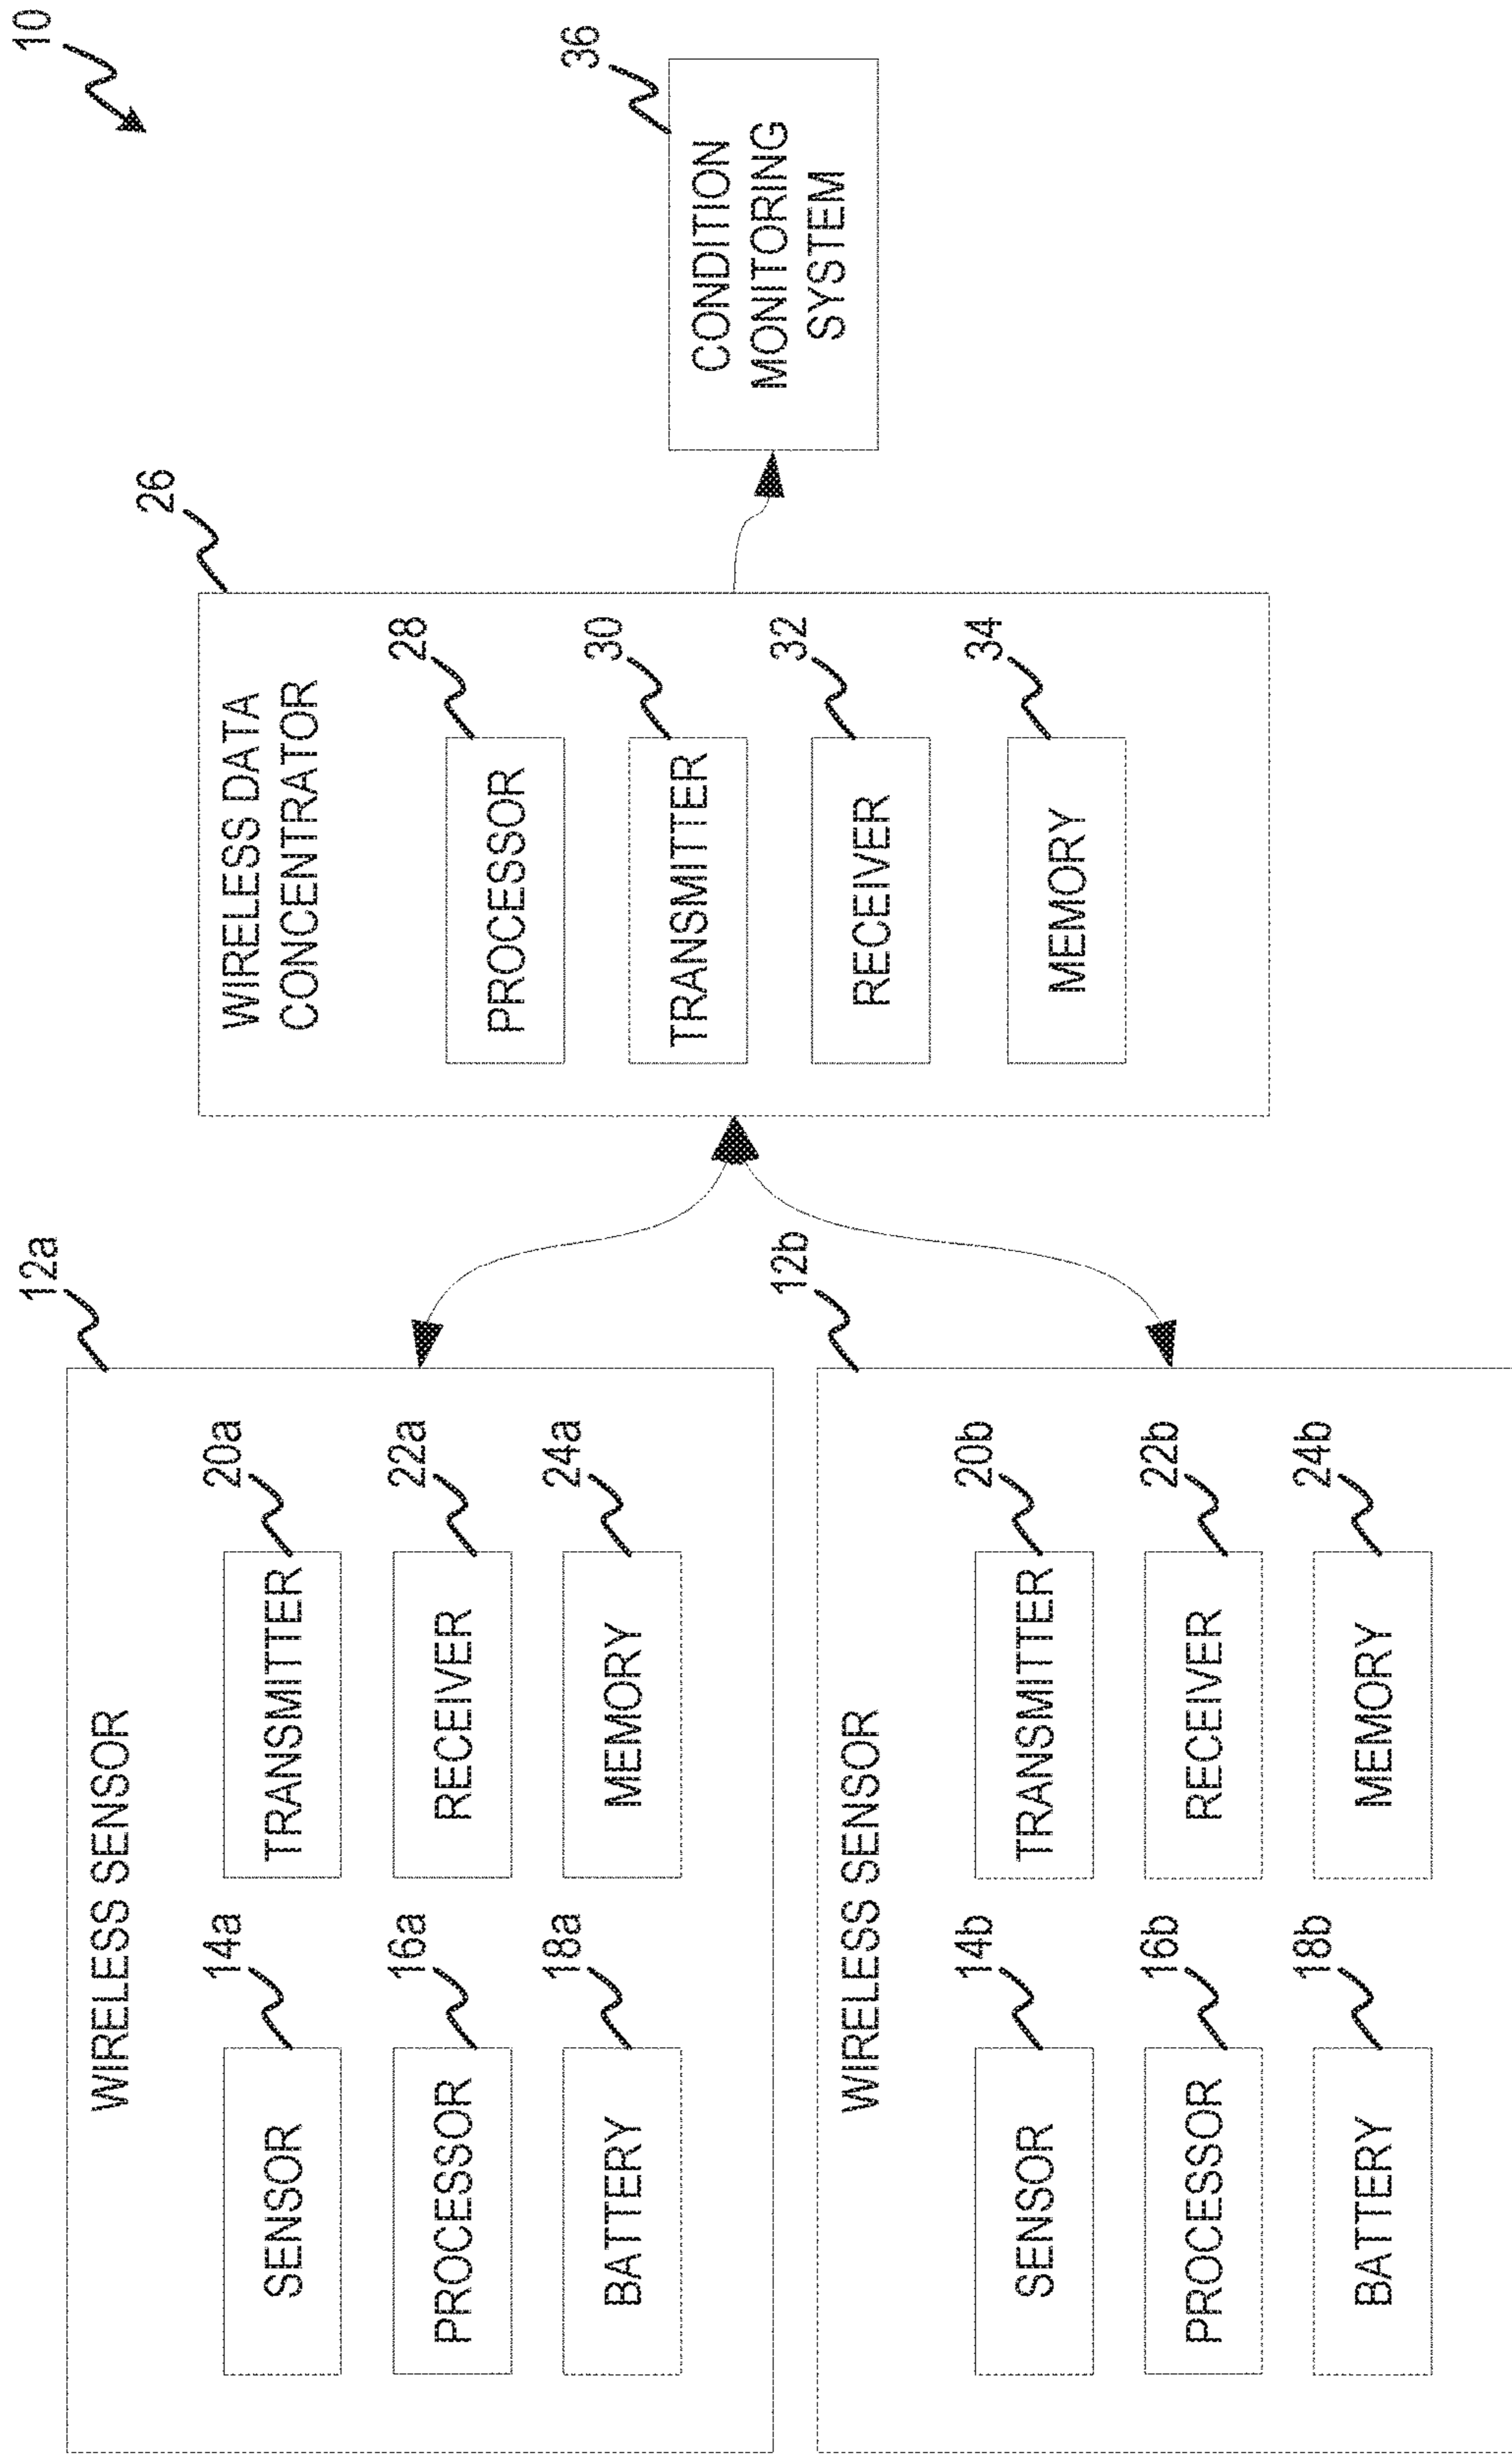 10
12a
WIRELESS SENSOR
14a
SENSOR
20a
TRANSMITTER
16a
PROCESSOR
22a
RECEIVER
18a
BATTERY
24a
MEMORY
12b
WIRELESS SENSOR
14b
SENSOR
20b
TRANSMITTER
16b
PROCESSOR
22b
RECEIVER
18b
BATTERY
24b
MEMORY
26
WIRELESS DATA
CONCENTRATOR
28
PROCESSOR
30
TRANSMITTER
32
RECEIVER
34
MEMORY
36
CONDITION
MONITORING
SYSTEM